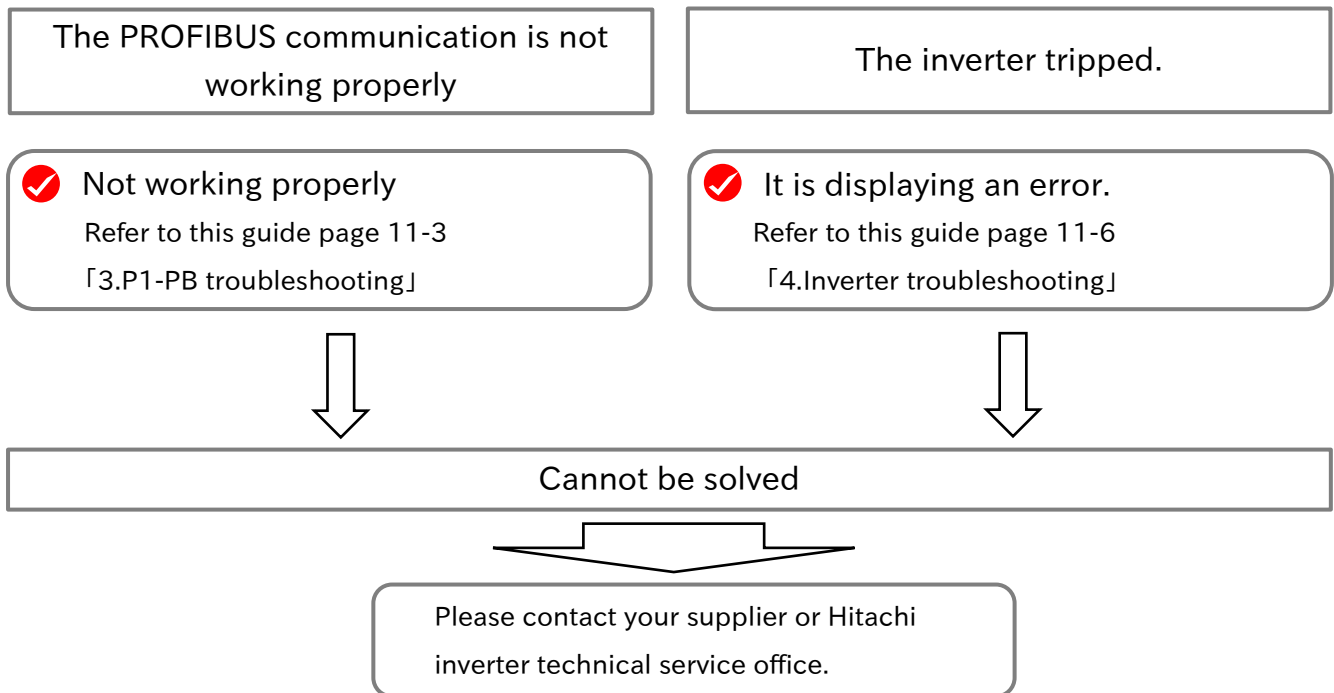 The PROFIBUS communication is not
working properly
The inverter tripped.
Not working properly
Refer to this guide page 11-3
「3.P1-PB troubleshooting」
It is displaying an error.
Refer to this guide page 11-6
「4.Inverter troubleshooting」
Cannot be solved
Please contact your supplier or Hitachi
inverter technical service office.